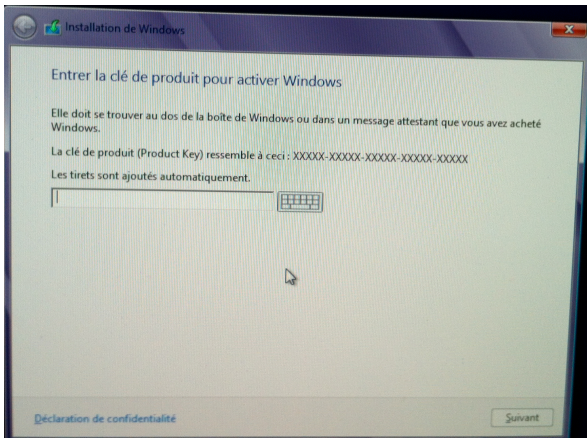 Installation de Windows
Entrer la clé de produit pour activer Windows
Elle doit se trouver au dos de la boîte de Windows ou dans un message attestant que vous avez acheté
Windows.
La clé de produit (Product Key) ressemble à ceci : XXXXX-XXXXX-XXXXX-XXXXX-XXXXX
Les tirets sont ajoutés automatiquement.
Déclaration de confidentialité
Suivant